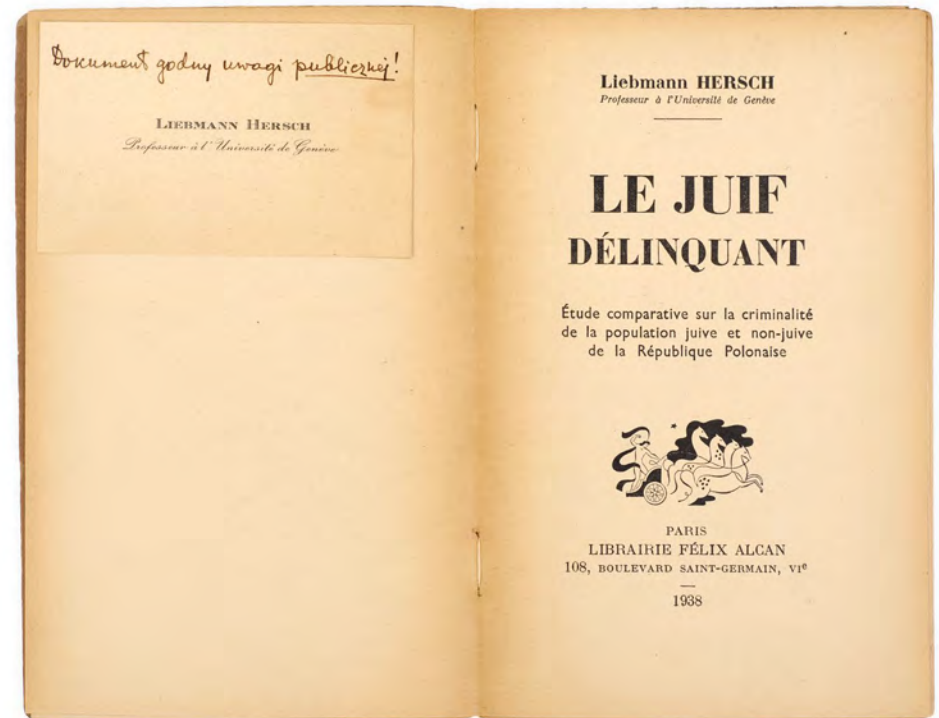 Dokument godny uwagi publicznej!
LIEBMANN HERSCH
Professeur à l'Université de Genève
Liebmann HERSCH
Professeur à l'Université de Genève
LE JUIF
DÉLINQUANT
Étude comparative sur la criminalité
de la population juive et non-juive
de la République Polonaise
PARIS
LIBRAIRIE FÉLIX ALCAN
108, BOULEVARD SAINT-GERMAIN, VIe
1938